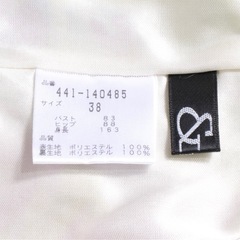 品番
441-140485
サイズ
38
バスト 83
ヒップ 88
身長 163
品質
表生地 ポリエステル 100%
裏生地 ポリエステル 100%